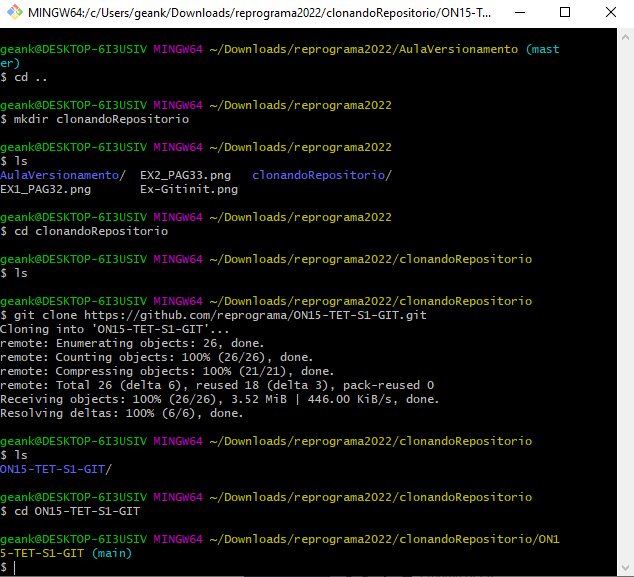 MINGW64:/c/Users/geank/Downloads/reprograma2022/clonandoRepositorio/ON15-T...
geank@DESKTOP-6I3USIV MINGW64 ~/Downloads/reprograma2022/AulaVersionamento (mast
er)
$ cd ..
geank@DESKTOP-6I3USIV MINGW64 ~/Downloads/reprograma2022
$ mkdir clonandoRepositorio
geank@DESKTOP-6I3USIV MINGW64 ~/Downloads/reprograma2022
$ ls
AulaVersionamento/  EX2_PAG33.png   clonandoRepositorio/
EX1_PAG32.png       Ex-Gitinit.png
geank@DESKTOP-6I3USIV MINGW64 ~/Downloads/reprograma2022
$ cd clonandoRepositorio
geank@DESKTOP-6I3USIV MINGW64 ~/Downloads/reprograma2022/clonandoRepositorio
$ ls
geank@DESKTOP-6I3USIV MINGW64 ~/Downloads/reprograma2022/clonandoRepositorio
$ git clone https://github.com/reprograma/ON15-TET-S1-GIT.git
Cloning into 'ON15-TET-S1-GIT'...
remote: Enumerating objects: 26, done.
remote: Counting objects: 100% (26/26), done.
remote: Compressing objects: 100% (21/21), done.
remote: Total 26 (delta 6), reused 18 (delta 3), pack-reused 0
Receiving objects: 100% (26/26), 3.52 MiB | 446.00 KiB/s, done.
Resolving deltas: 100% (6/6), done.
geank@DESKTOP-6I3USIV MINGW64 ~/Downloads/reprograma2022/clonandoRepositorio
$ ls
ON15-TET-S1-GIT/
geank@DESKTOP-6I3USIV MINGW64 ~/Downloads/reprograma2022/clonandoRepositorio
$ cd ON15-TET-S1-GIT
geank@DESKTOP-6I3USIV MINGW64 ~/Downloads/reprograma2022/clonandoRepositorio/ON1
5-TET-S1-GIT (main)
$